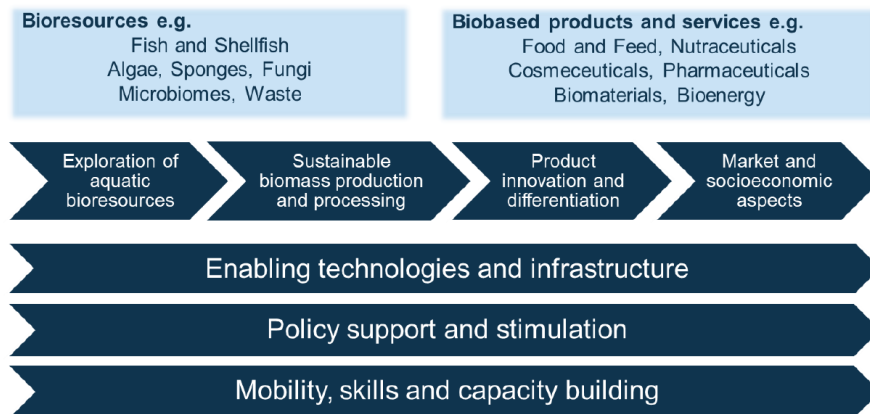 Bioresources e.g.
Fish and Shellfish
Algae, Sponges, Fungi
Microbiomes, Waste
Biobased products and services e.g.
Food and Feed, Nutraceuticals
Cosmeceuticals, Pharmaceuticals
Biomaterials, Bioenergy
Exploration of
aquatic
bioresources
Sustainable
biomass production
and processing
Product
innovation and
differentiation
Market and
socioeconomic
aspects
Enabling technologies and infrastructure
Policy support and stimulation
Mobility, skills and capacity building